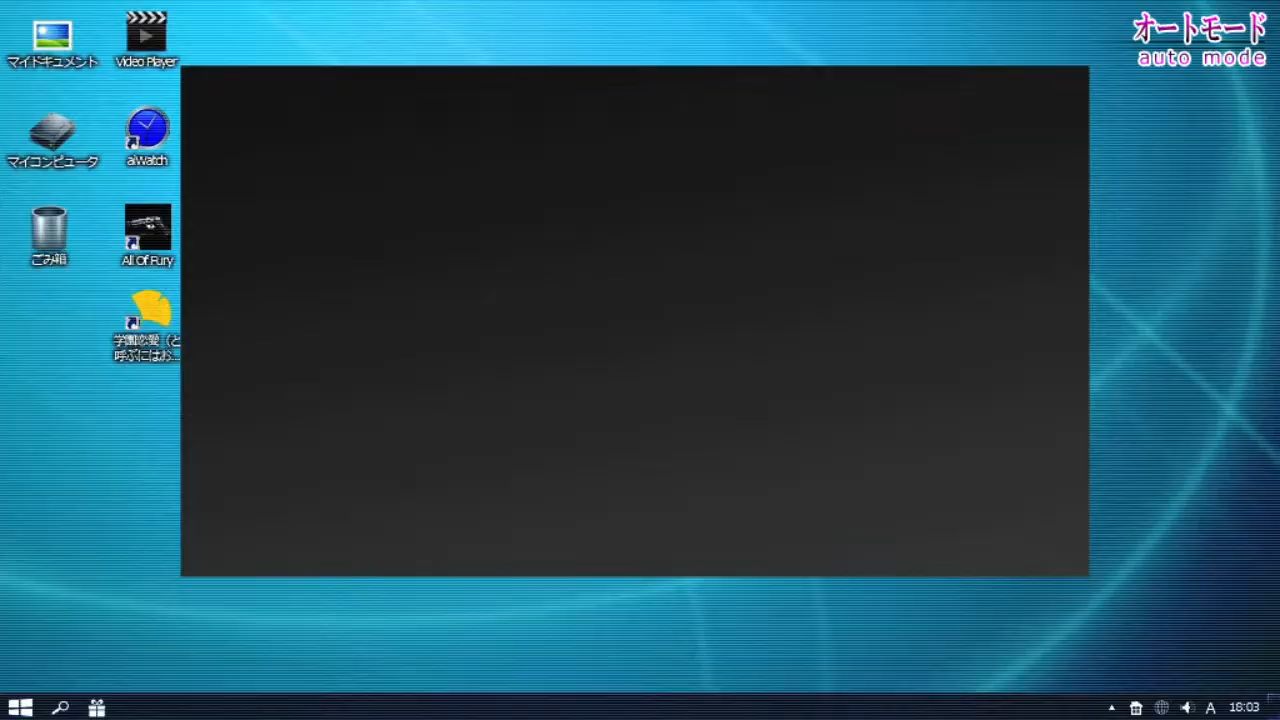 オートモード
auto mode
マイドキュメント
Video Player
マイコンピュータ
aiWatch
ごみ箱
All Of Fury
学園恋愛（と
呼ぶにはお...
A
16:03